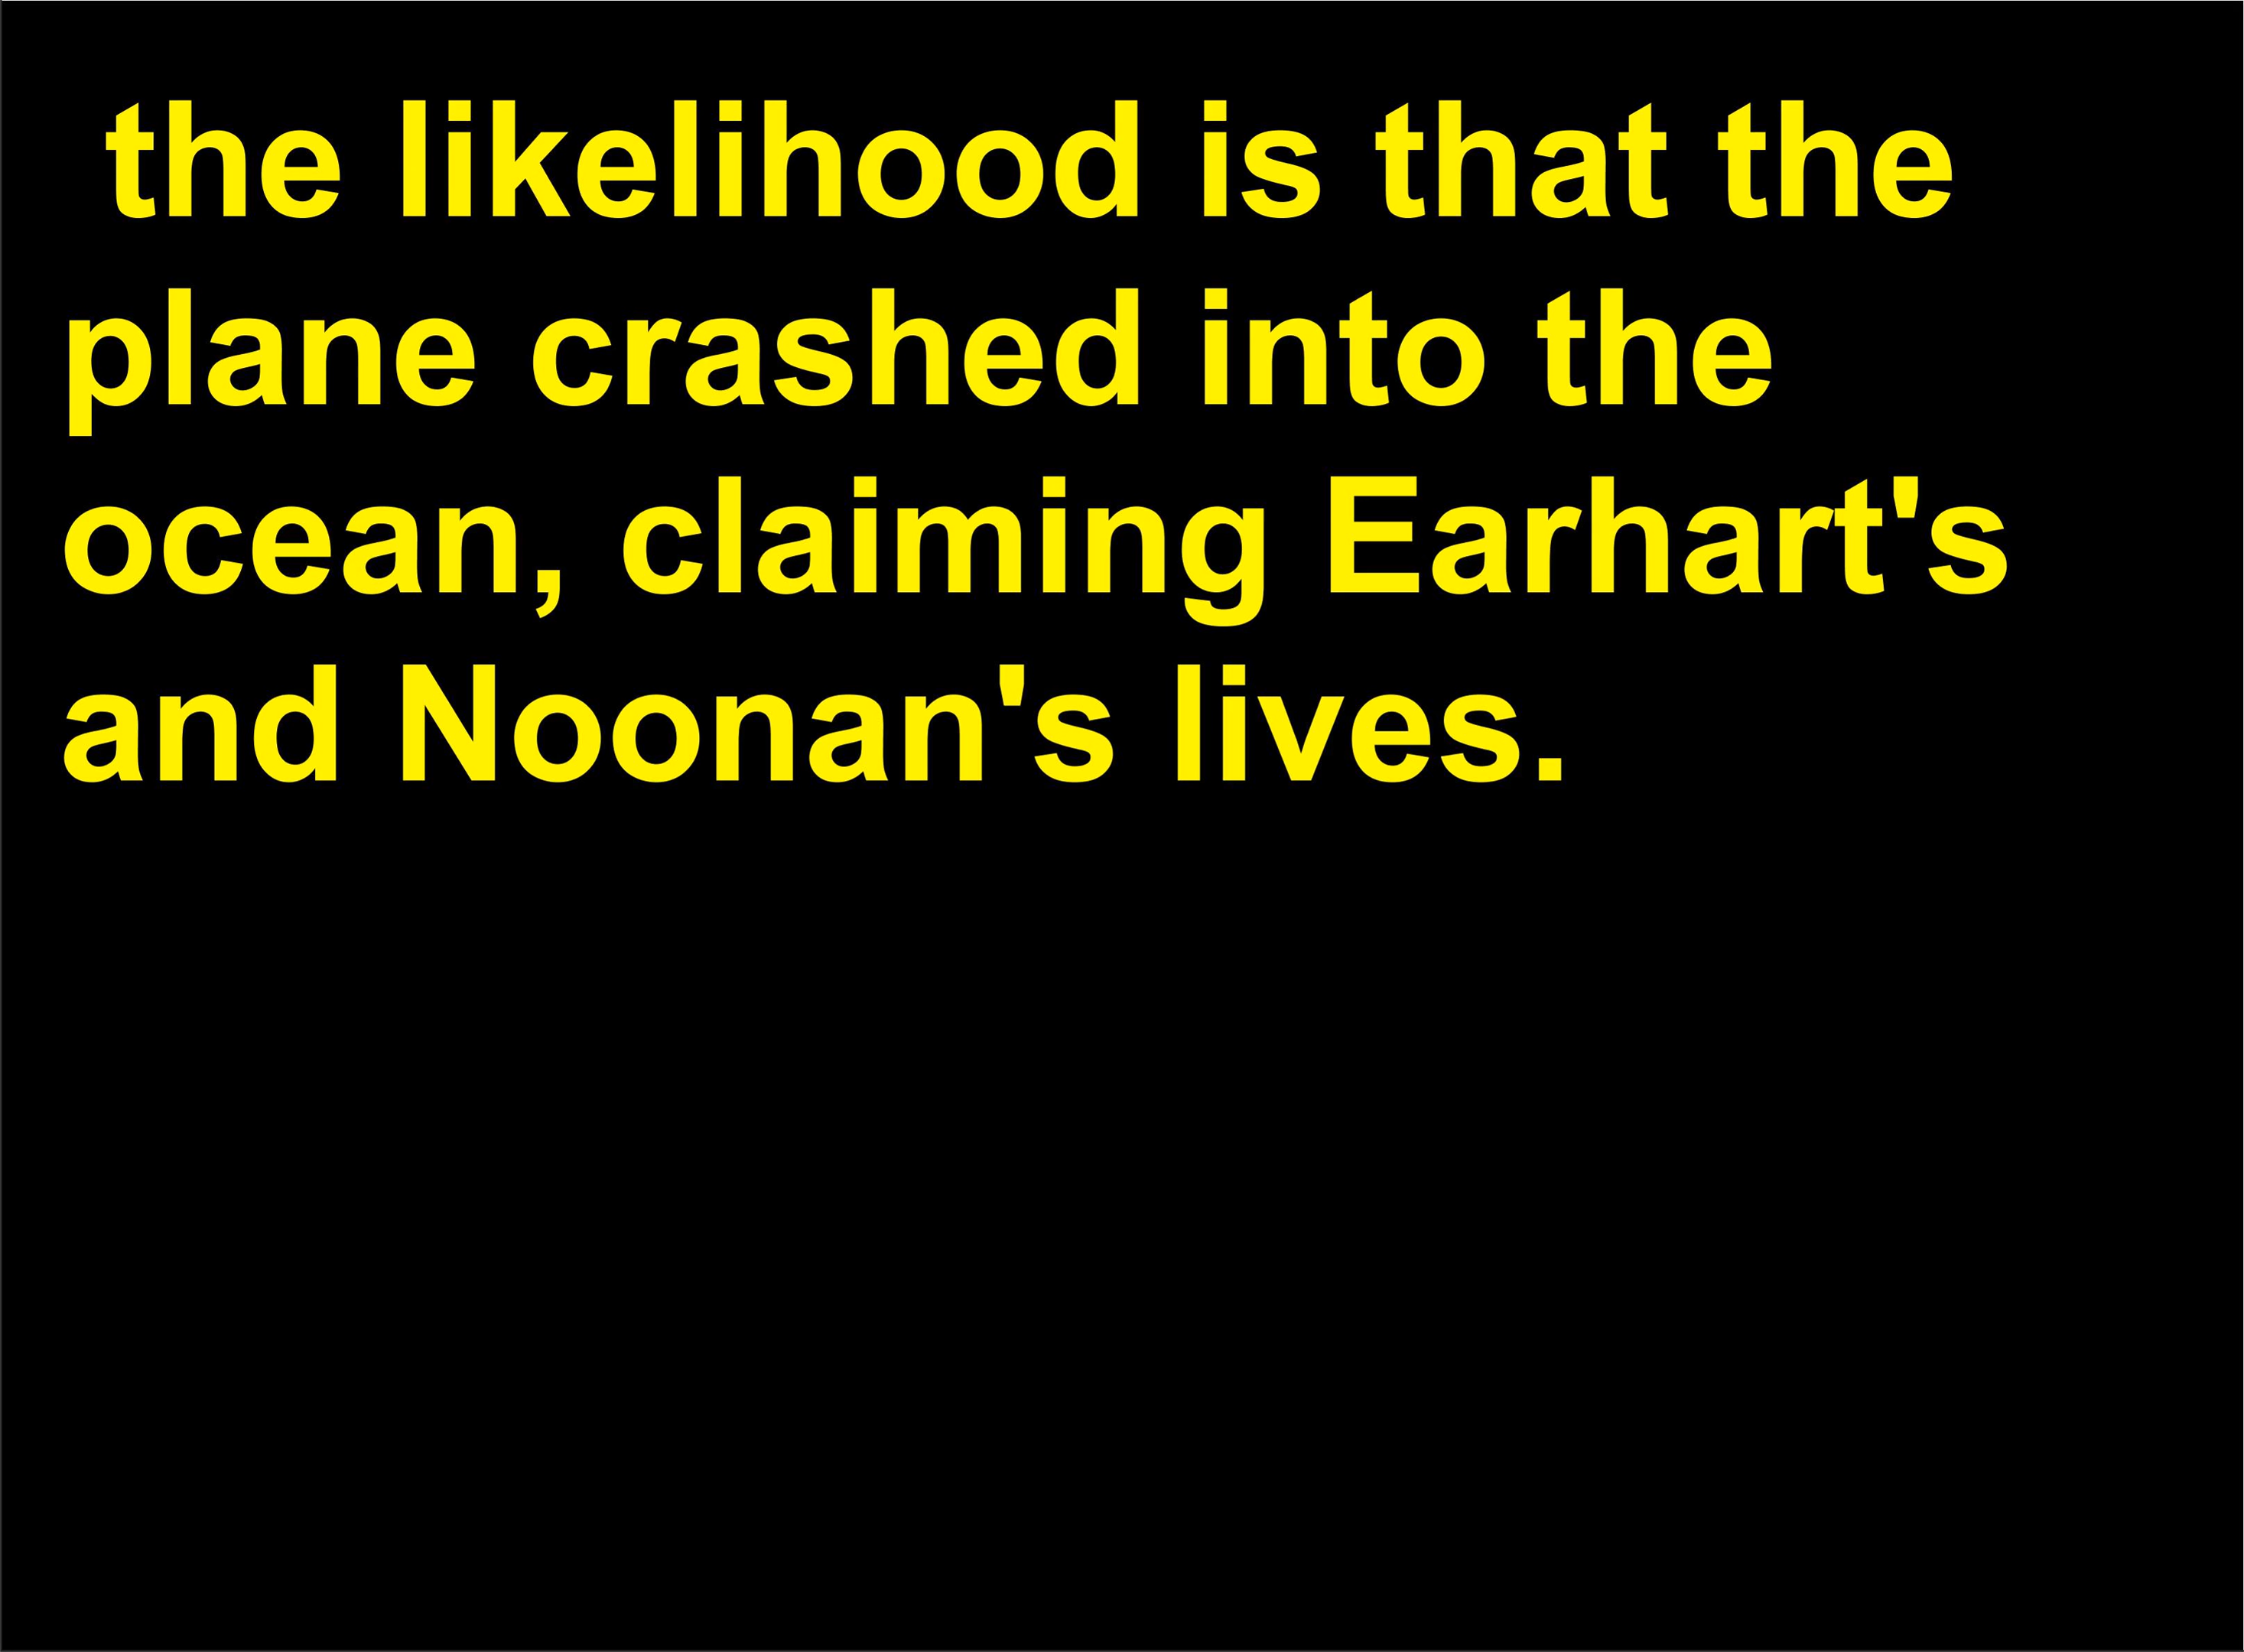 the likelihood is that the
plane crashed into the
ocean, claiming Earhart's
and Noonan's lives.